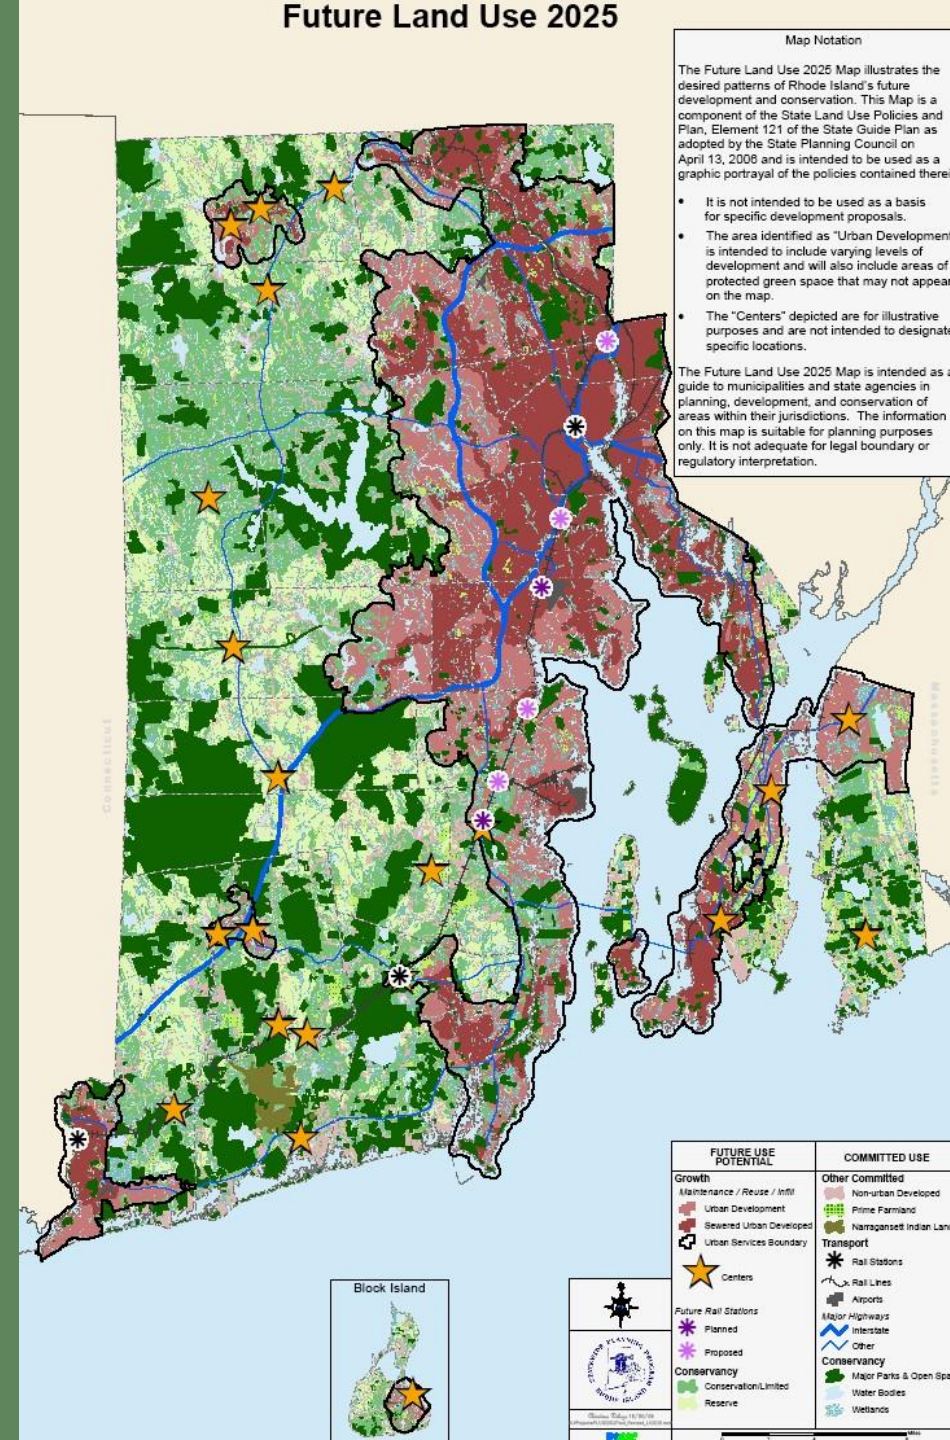 Future Land Use 2025
Map Notation
The Future Land Use 2025 Map illustrates the
desired patterns of Rhode Island's future
development and conservation. This Map is a
component of the State Land Use Policies and
Plan, Element 121 of the State Guide Plan as
adopted by the State Planning Council on
April 13, 2006 and is intended to be used as a
graphic portrayal of the policies contained therei
• It is not intended to be used as a basis
for specific development proposals.
• The area identified as "Urban Development
is intended to include varying levels of
development and will also include areas of
protected green space that may not appear
on the map.
• The "Centers" depicted are for illustrative
purposes and are not intended to designate
specific locations.
The Future Land Use 2025 Map is intended as a
guide to municipalities and state agencies in
planning, development, and conservation of
areas within their jurisdictions. The information
on this map is suitable for planning purposes
only. It is not adequate for legal boundary or
regulatory interpretation.
Connecticut
Massachusetts
Block Island
STATEWIDE PLANNING PROGRAM
RHODE ISLAND
FUTURE USE
POTENTIAL
Growth
Maintenance / Reuse / Infill
Urban Development
Sewered Urban Developed
Urban Services Boundary
Centers
Future Rail Stations
Planned
Proposed
Conservancy
Conservation/Limited
Reserve
COMMITTED USE
Other Committed
Non-urban Developed
Prime Farmland
Narragansett Indian Land
Transport
Rail Stations
Rail Lines
Airports
Major Highways
Interstate
Other
Conservancy
Major Parks & Open Spa
Water Bodies
Wetlands
Miles